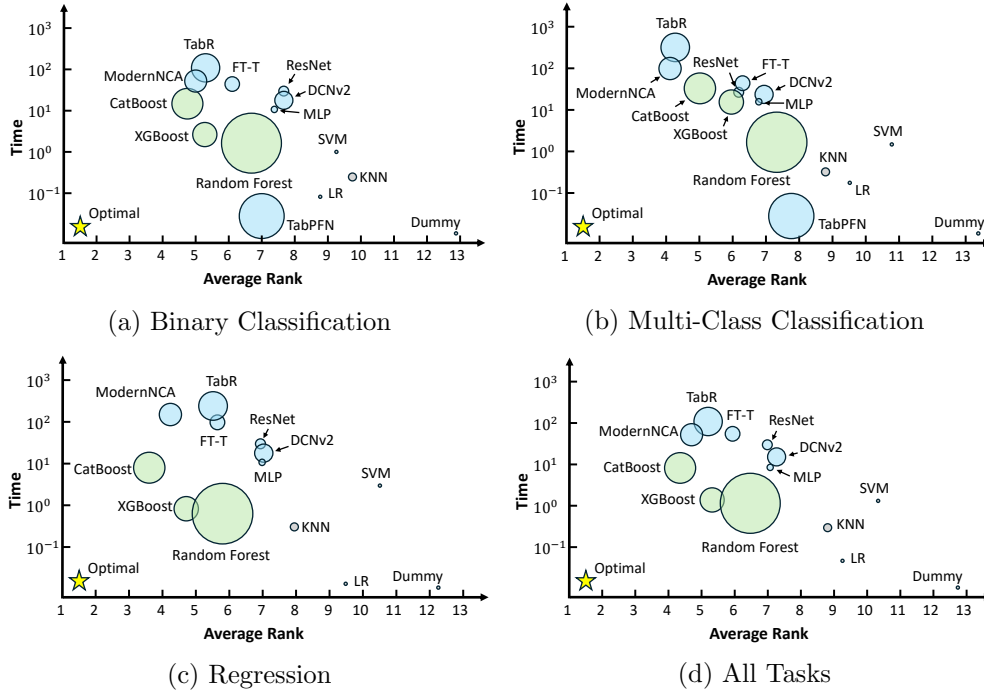 10³
10²
10¹
10⁰
10⁻¹
Time
TabR
FT-T
ModernNCA
ResNet
CatBoost
DCNv2
MLP
XGBoost
SVM
Random Forest
KNN
LR
Optimal
TabPFN
Dummy
1 2 3 4 5 6 7 8 9 10 11 12 13
Average Rank
(a) Binary Classification
10³
10²
10¹
10⁰
10⁻¹
Time
TabR
ResNet
FT-T
ModernNCA
DCNv2
CatBoost
MLP
XGBoost
SVM
KNN
Random Forest
LR
Optimal
TabPFN
Dummy
1 2 3 4 5 6 7 8 9 10 11 12 13
Average Rank
(b) Multi-Class Classification
10³
10²
10¹
10⁰
10⁻¹
Time
TabR
ModernNCA
ResNet
FT-T
DCNv2
CatBoost
MLP
SVM
XGBoost
KNN
Random Forest
Optimal
LR
Dummy
1 2 3 4 5 6 7 8 9 10 11 12 13
Average Rank
(c) Regression
10³
10²
10¹
10⁰
10⁻¹
Time
TabR
FT-T
ResNet
ModernNCA
DCNv2
CatBoost
MLP
SVM
XGBoost
KNN
Random Forest
LR
Optimal
Dummy
1 2 3 4 5 6 7 8 9 10 11 12 13
Average Rank
(d) All Tasks